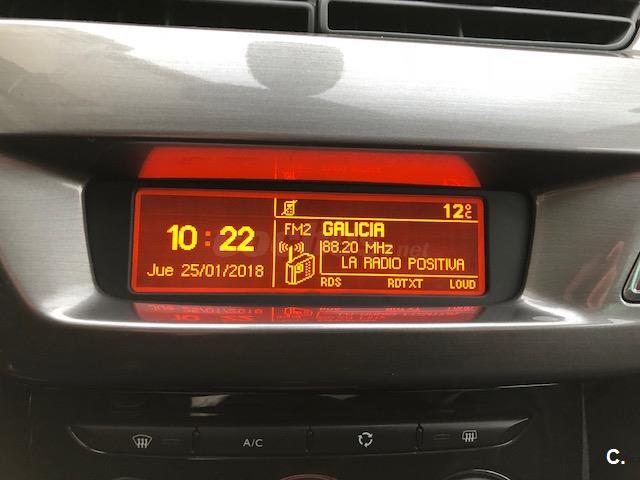 12°C
10:22
Jue 25/01/2018
FM2 GALICIA
88.20 MHz
LA RADIO POSITIVA
RDS RDTXT LOUD
A/C
C.